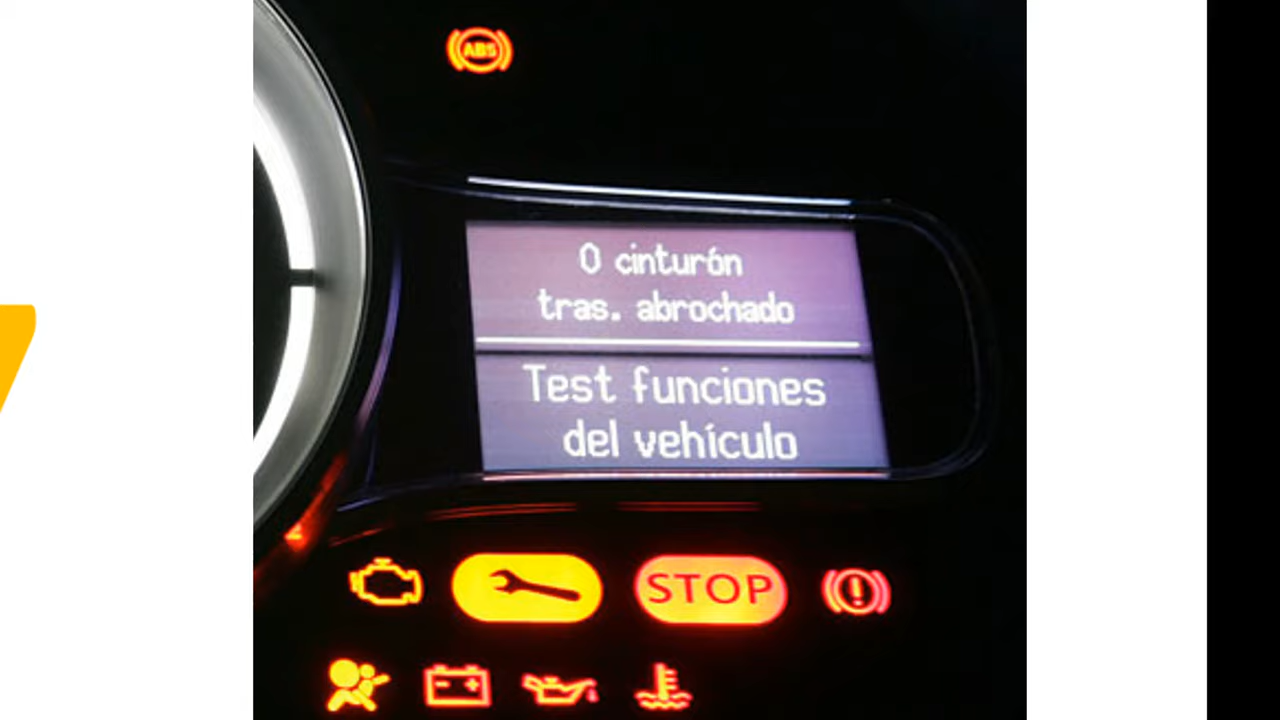 ABS
0 cinturón
tras. abrochado
Test funciones
del vehículo
STOP